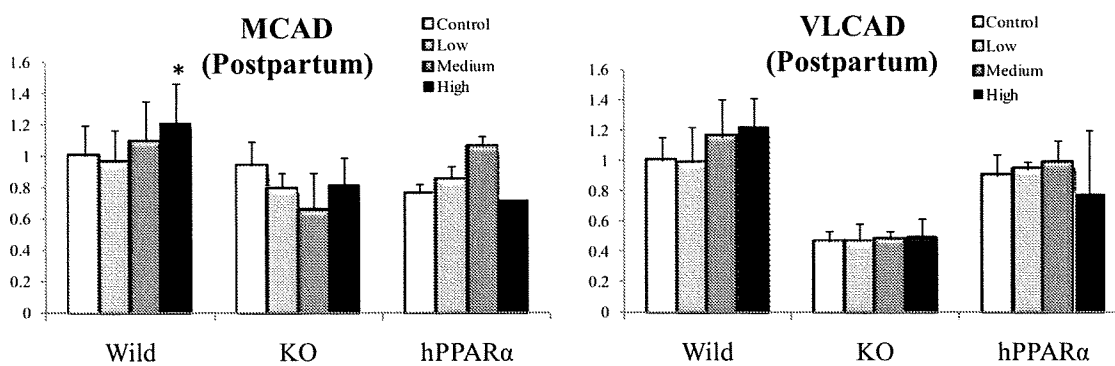 MCAD
(Postpartum)
Control
Low
Medium
High
1.6
1.4
1.2
1
0.8
0.6
0.4
0.2
0
*
Wild
KO
hPPARα
VLCAD
(Postpartum)
Control
Low
Medium
High
1.6
1.4
1.2
1
0.8
0.6
0.4
0.2
0
Wild
KO
hPPARα